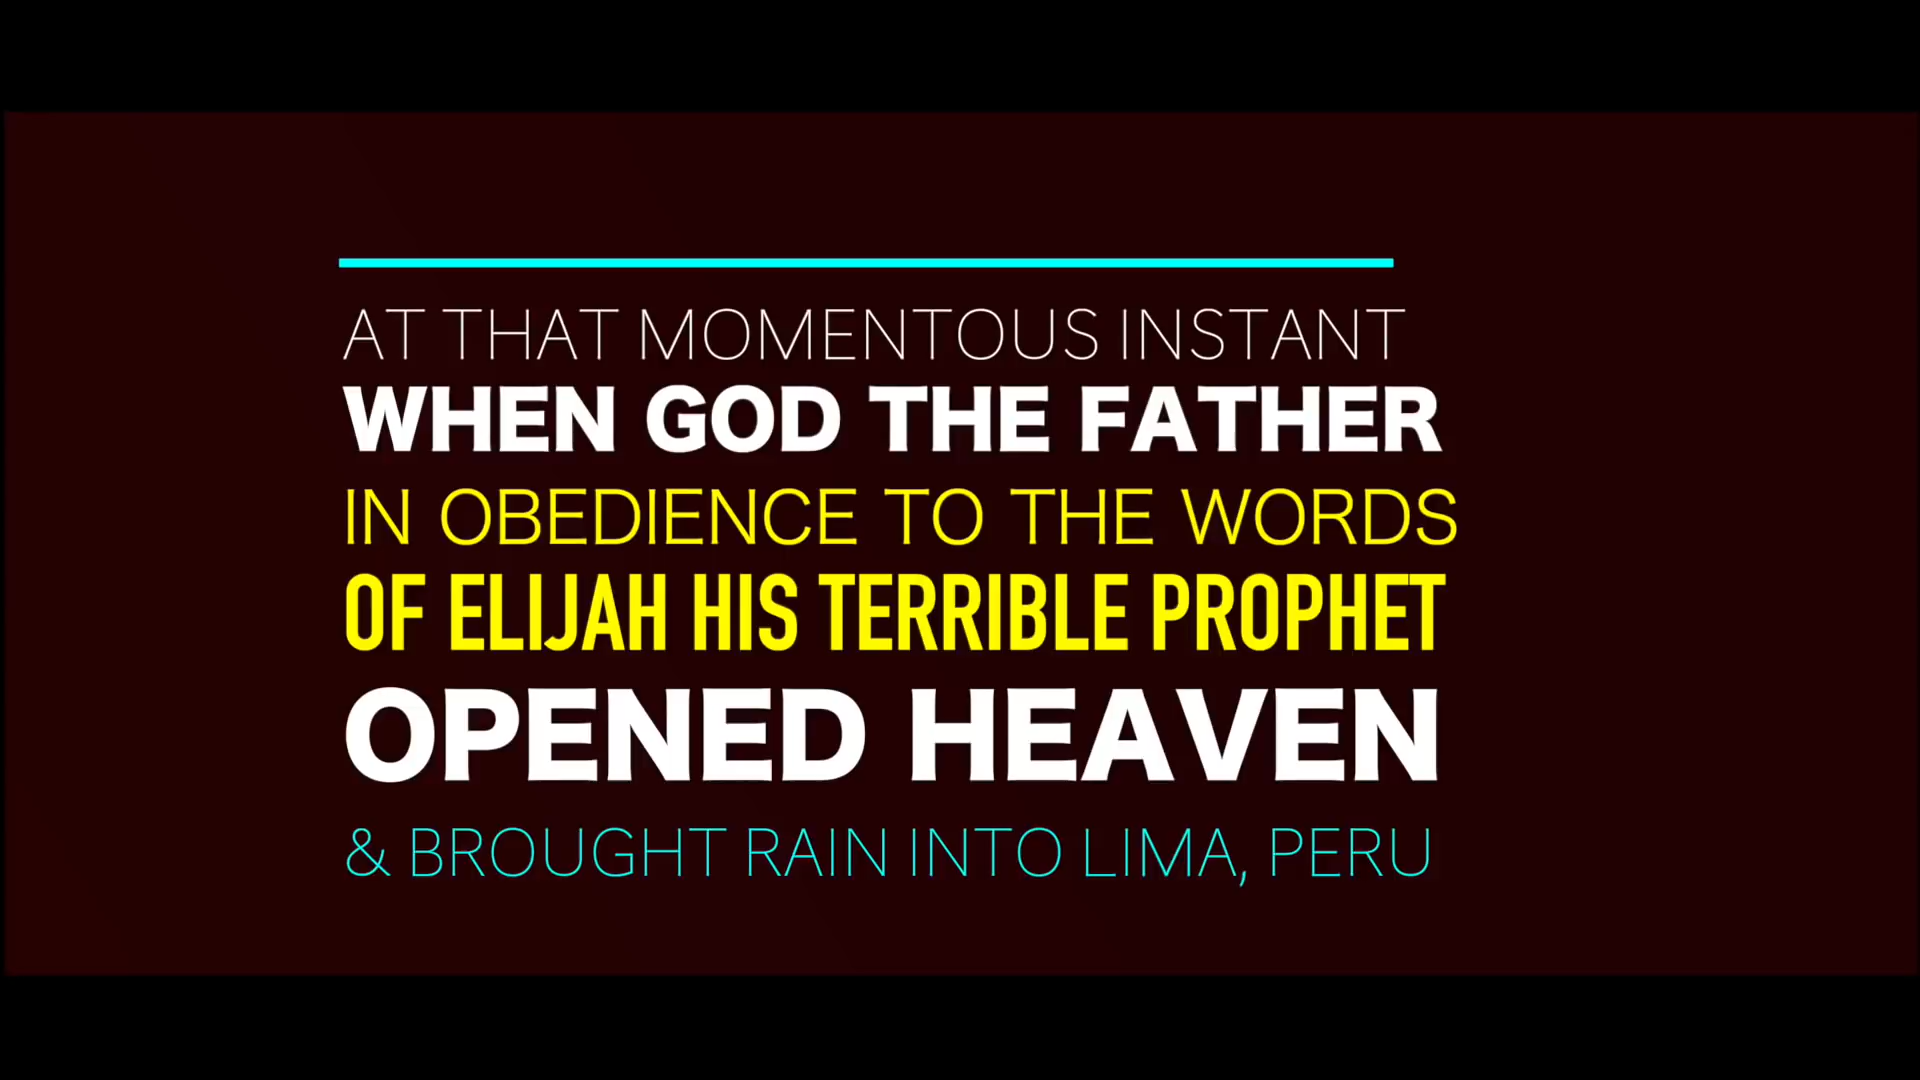 AT THAT MOMENTOUS INSTANT
WHEN GOD THE FATHER
IN OBEDIENCE TO THE WORDS
OF ELIJAH HIS TERRIBLE PROPHET
OPENED HEAVEN
& BROUGHT RAIN INTO LIMA, PERU